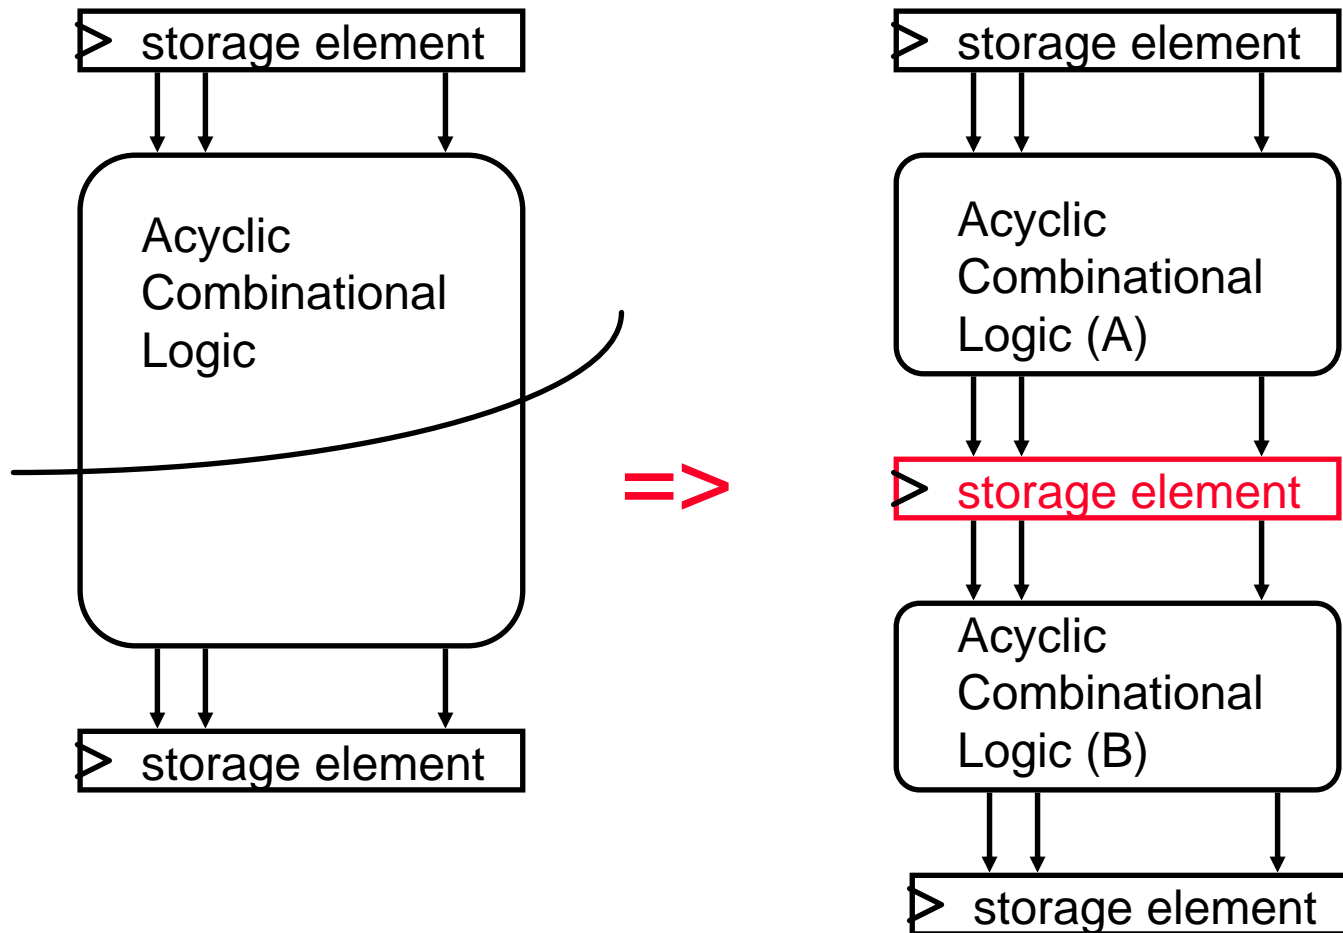 storage element
Acyclic
Combinational
Logic
storage element
=>
storage element
Acyclic
Combinational
Logic (A)
storage element
Acyclic
Combinational
Logic (B)
storage element